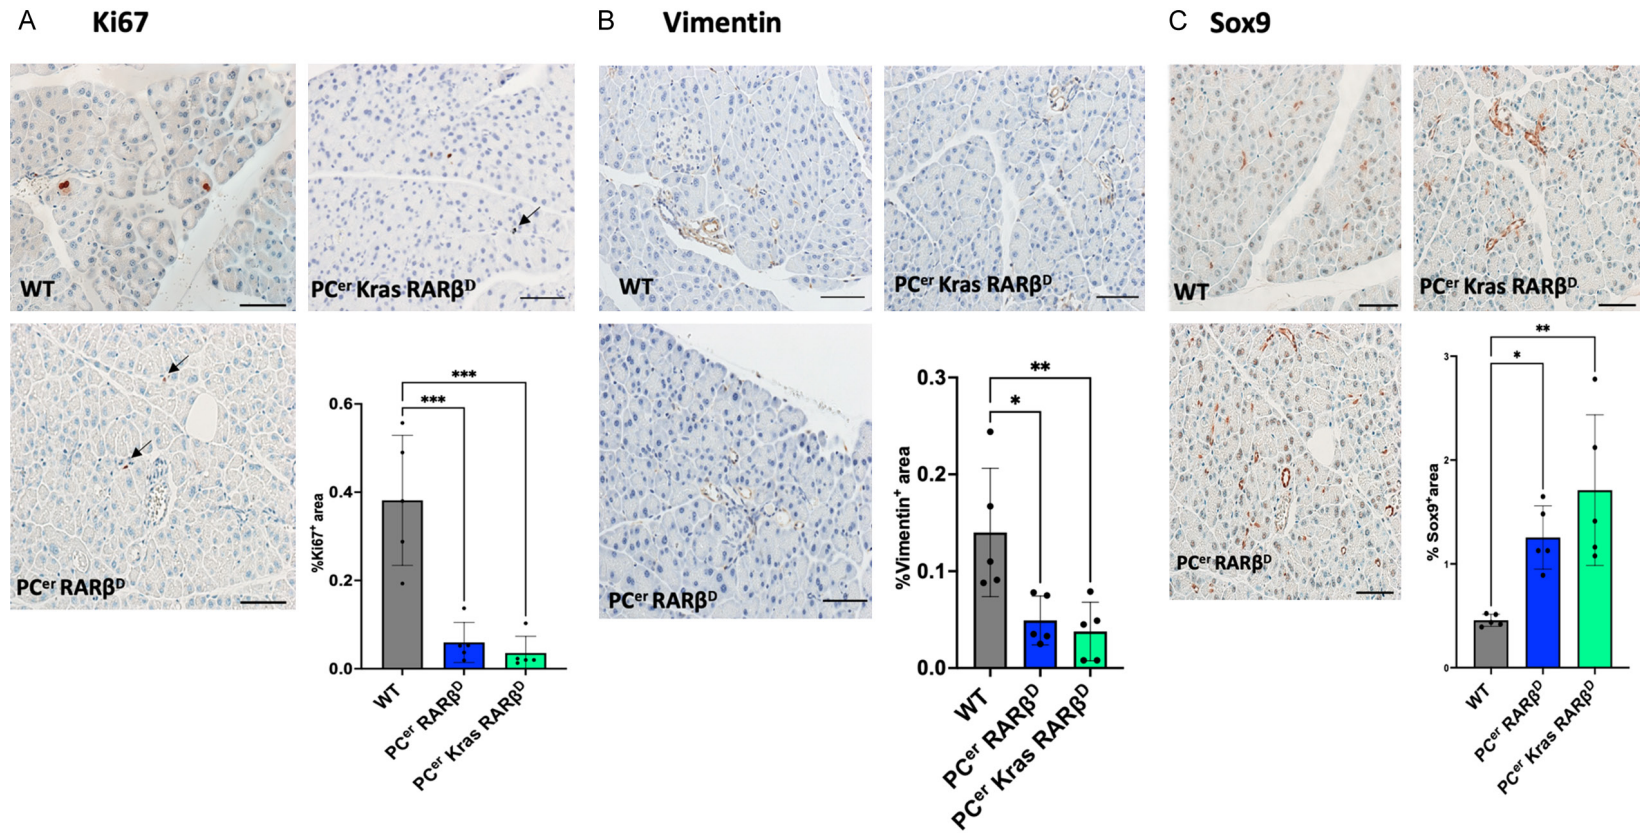 A Ki67
WT
PCᵉʳ Kras RARβᴰ
PCᵉʳ RARβᴰ
***
***
%Ki67⁺ area
0.6
0.4
0.2
0.0
WT
PCᵉʳ RARβᴰ
PCᵉʳ Kras RARβᴰ
B Vimentin
WT
PCᵉʳ Kras RARβᴰ
PCᵉʳ RARβᴰ
**
*
%Vimentin⁺ area
0.3
0.2
0.1
0.0
WT
PCᵉʳ RARβᴰ
PCᵉʳ Kras RARβᴰ
C Sox9
WT
PCᵉʳ Kras RARβᴰ.
PCᵉʳ RARβᴰ
**
*
% Sox9⁺area
3
2
1
0
WT
PCᵉʳ RARβᴰ
PCᵉʳ Kras RARβᴰ